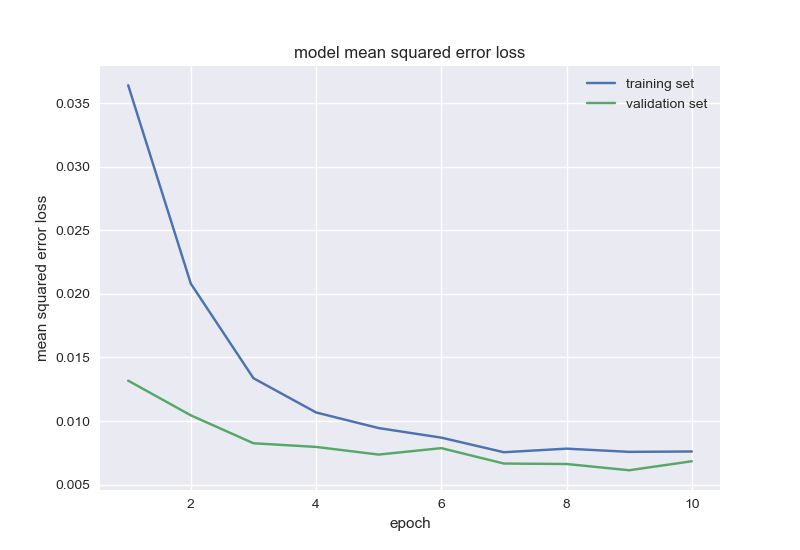 model mean squared error loss
training set
validation set
mean squared error loss
0.035
0.030
0.025
0.020
0.015
0.010
0.005
2 4 6 8 10
epoch